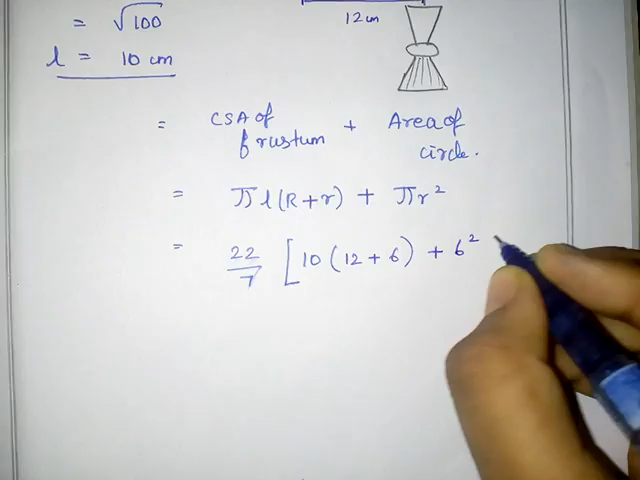 = √100
12 cm
l = 10 cm
= CSA of frustum + Area of circle.
= πl(R+r) + πr²
= 22/7 [10(12+6) + 6²